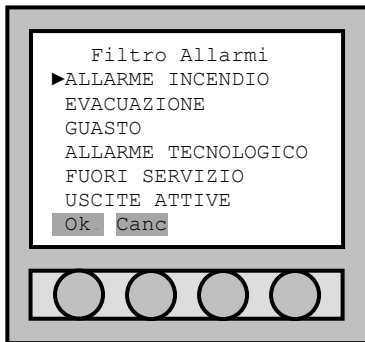 Filtro Allarmi
►ALLARME INCENDIO
EVACUAZIONE
GUASTO
ALLARME TECNOLOGICO
FUORI SERVIZIO
USCITE ATTIVE
Ok Canc